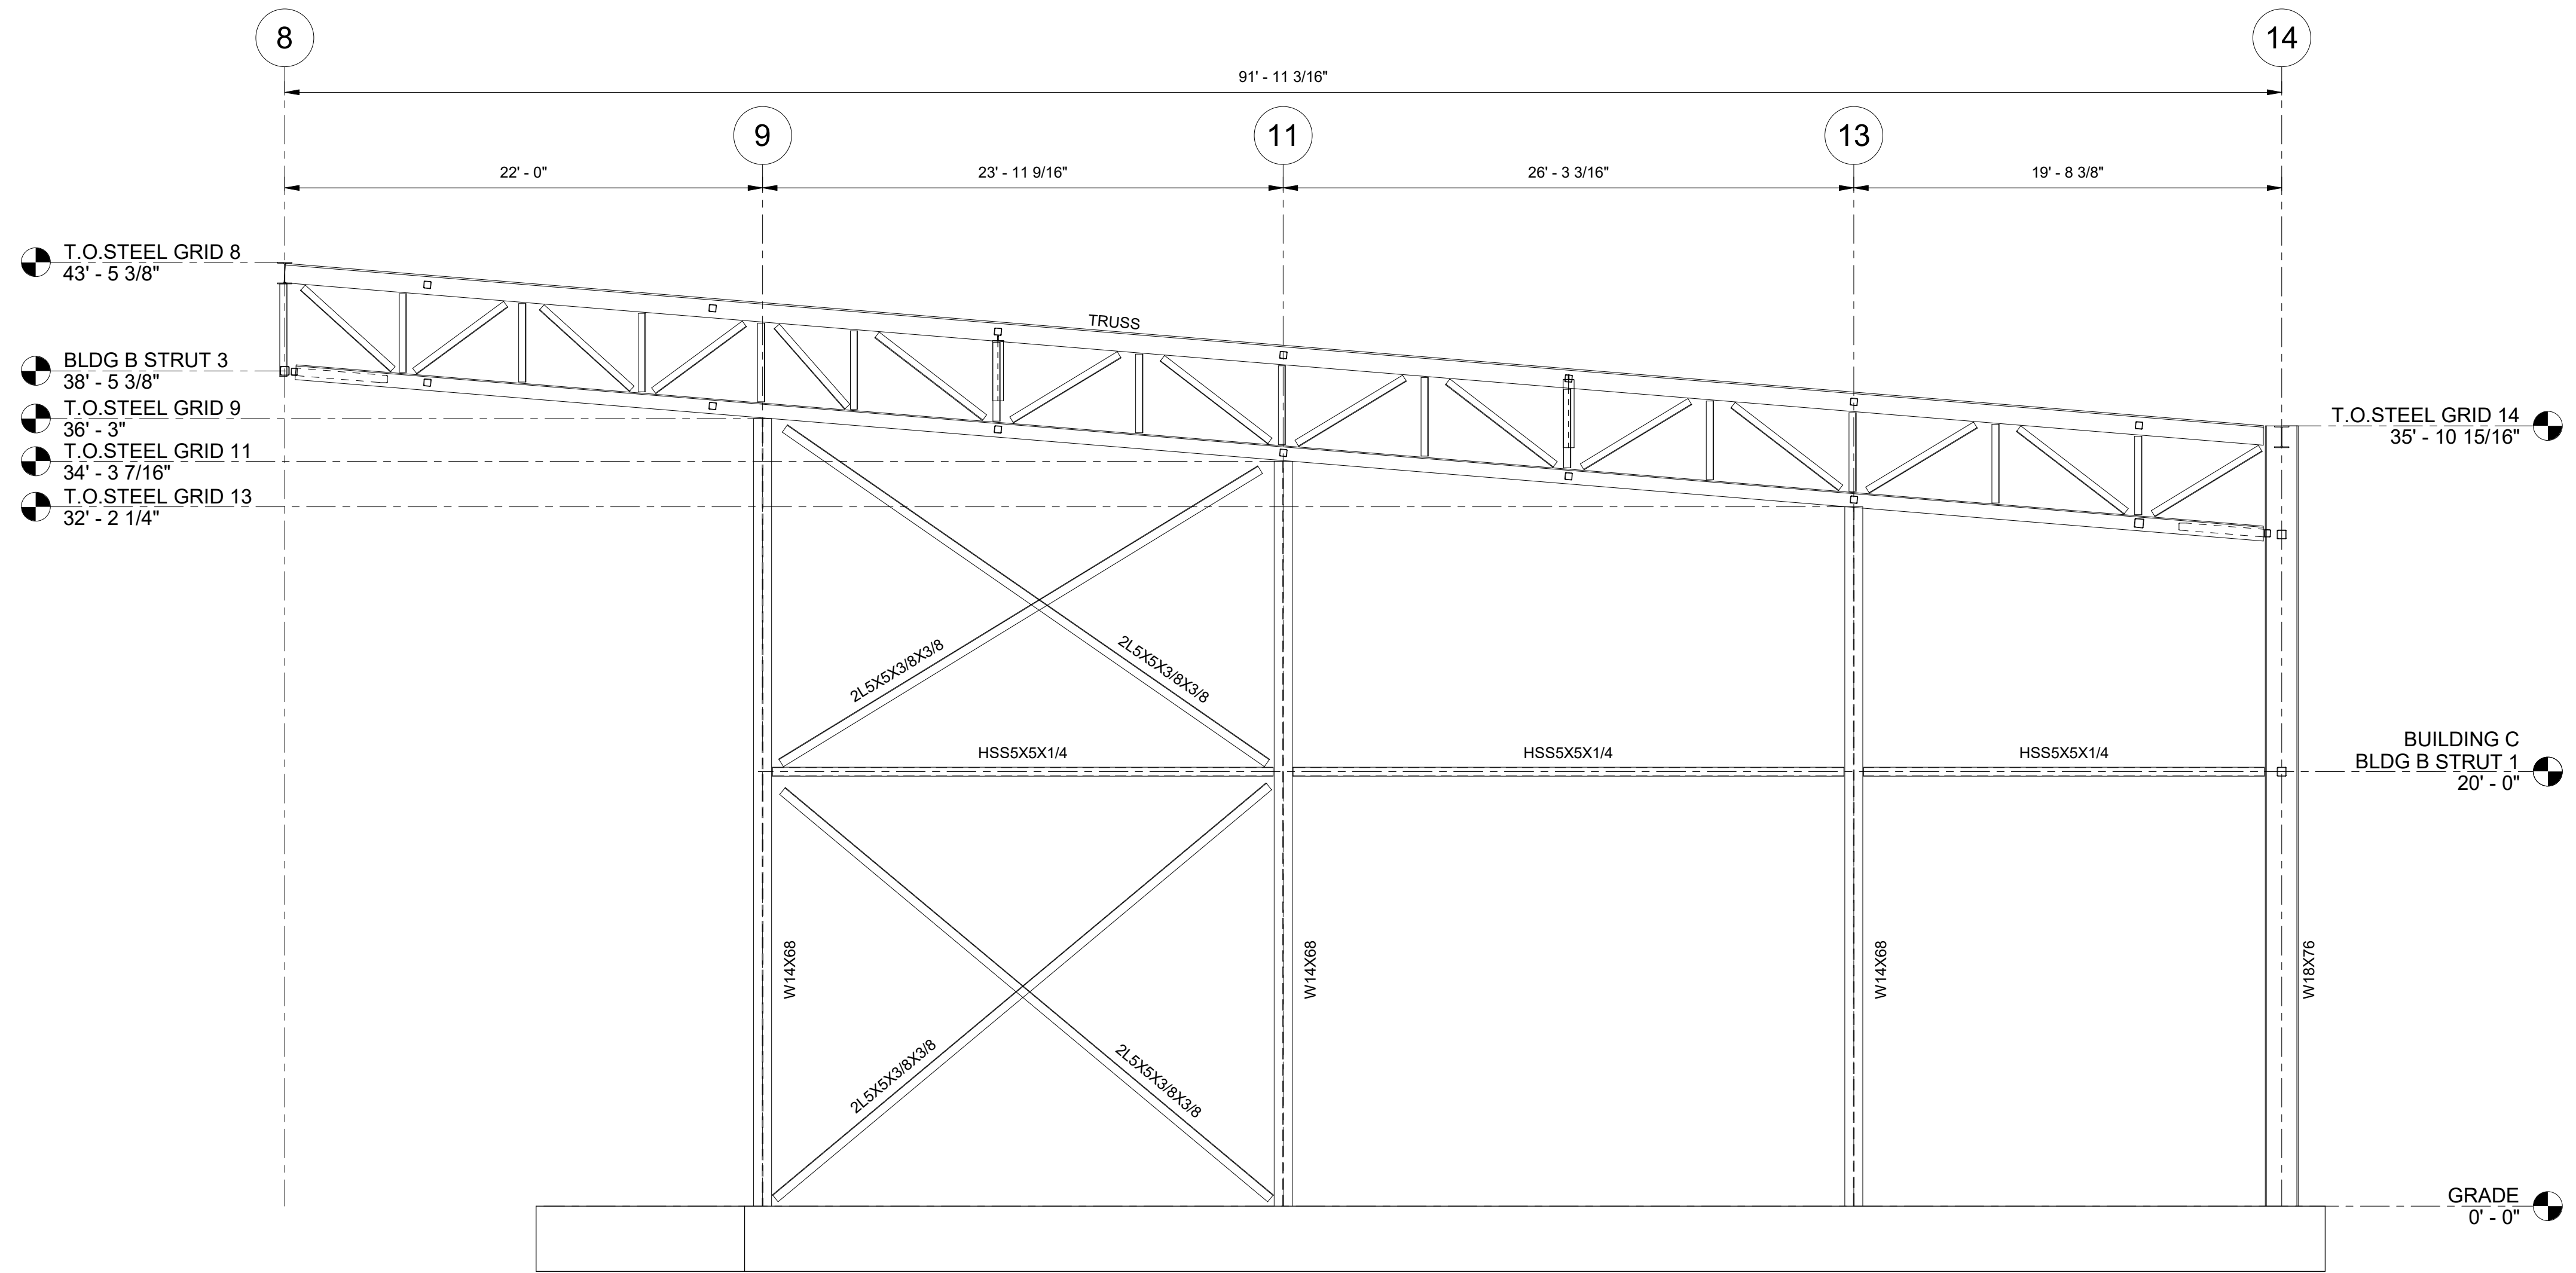 8
14
91' - 11 3/16"
9
11
13
22' - 0"
23' - 11 9/16"
26' - 3 3/16"
19' - 8 3/8"
T.O.STEEL GRID 8
43' - 5 3/8"
TRUSS
BLDG B STRUT 3
38' - 5 3/8"
T.O.STEEL GRID 9
36' - 3"
T.O.STEEL GRID 11
34' - 3 7/16"
T.O.STEEL GRID 13
32' - 2 1/4"
T.O.STEEL GRID 14
35' - 10 15/16"
2L5X5X3/8X3/8
2L5X5X3/8X3/8
HSS5X5X1/4
HSS5X5X1/4
HSS5X5X1/4
BUILDING C
BLDG B STRUT 1
20' - 0"
W14X68
W14X68
W14X68
W18X76
2L5X5X3/8X3/8
2L5X5X3/8X3/8
GRADE
0' - 0"